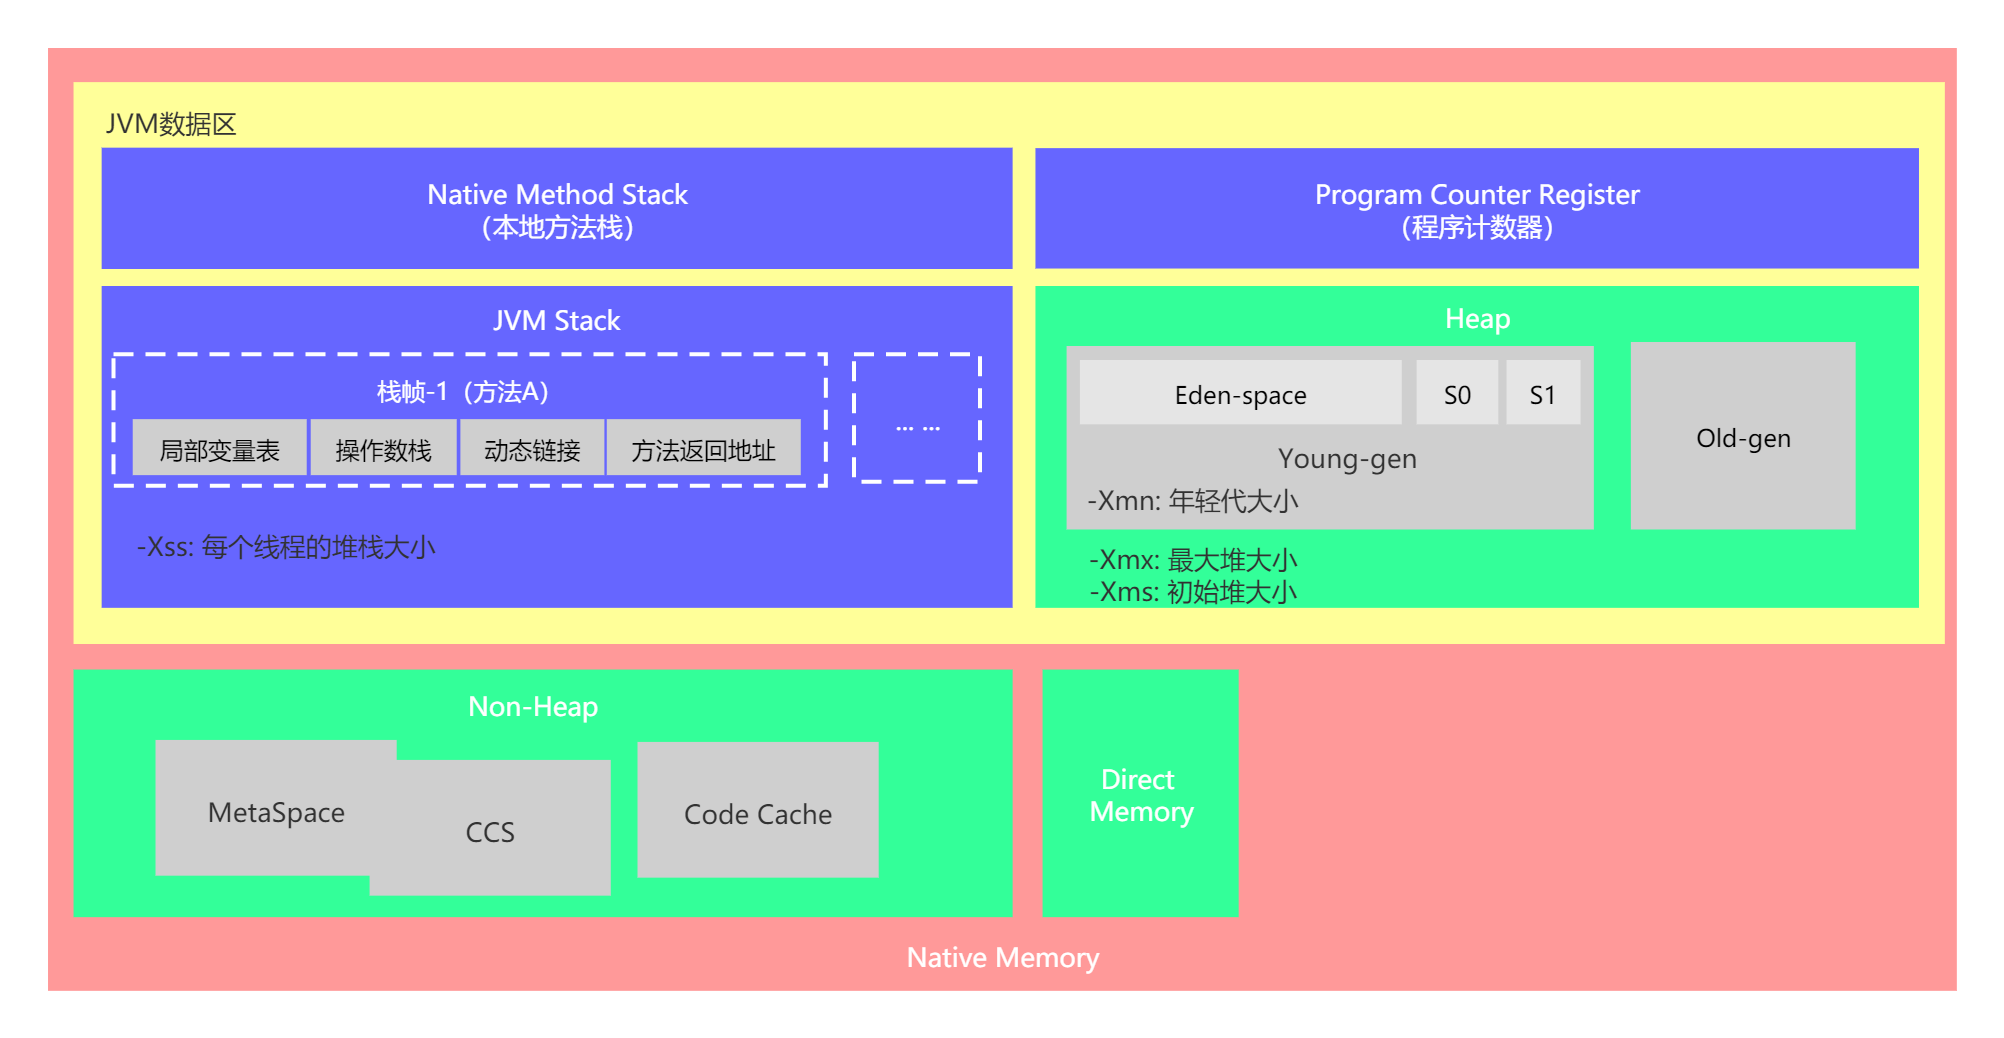 JVM数据区
Native Method Stack
（本地方法栈）
Program Counter Register
（程序计数器）
JVM Stack
栈帧-1（方法A）
局部变量表
操作数栈
动态链接
方法返回地址
... ...
-Xss: 每个线程的堆栈大小
Heap
Eden-space
S0
S1
Young-gen
-Xmn: 年轻代大小
Old-gen
-Xmx: 最大堆大小
-Xms: 初始堆大小
Non-Heap
MetaSpace
CCS
Code Cache
Direct
Memory
Native Memory